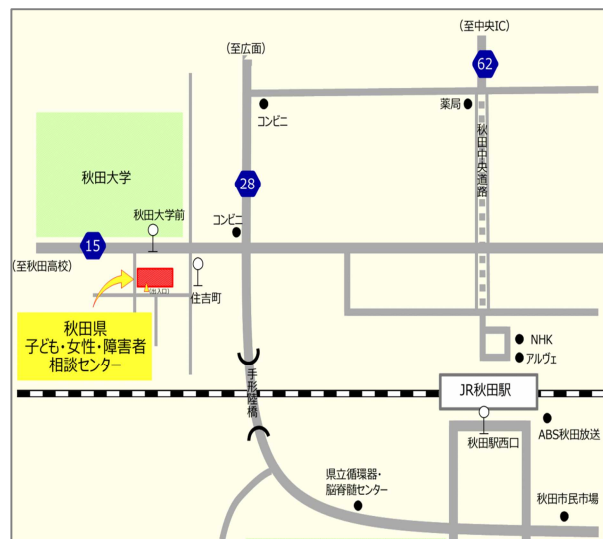 (至広面)
(至中央IC)
62
コンビニ
薬局
秋田中央道路
秋田大学
28
秋田大学前
コンビニ
15
(至秋田高校)
(出入口)
住吉町
秋田県
子ども・女性・障害者
相談センター
NHK
アルヴェ
手形陸橋
JR秋田駅
秋田駅西口
ABS秋田放送
県立循環器・
脳脊髄センター
秋田市民市場